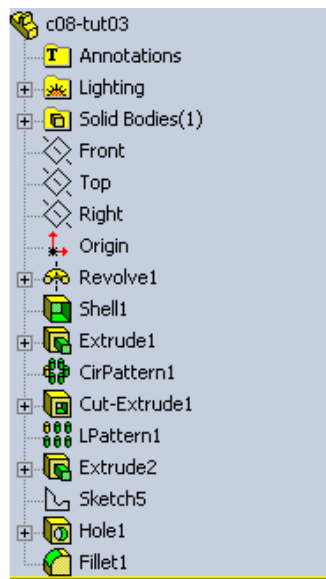 c08-tut03
Annotations
Lighting
Solid Bodies(1)
Front
Top
Right
Origin
Revolve1
Shell1
Extrude1
CirPattern1
Cut-Extrude1
LPattern1
Extrude2
Sketch5
Hole1
Fillet1